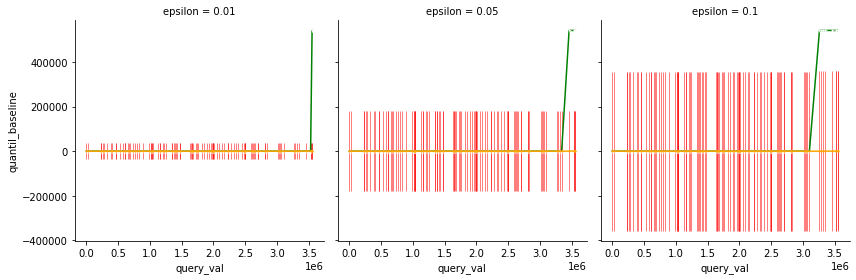 epsilon = 0.01
epsilon = 0.05
epsilon = 0.1
quantil_baseline
400000
200000
0
−200000
−400000
0.0 0.5 1.0 1.5 2.0 2.5 3.0 3.5
1e6
query_val
0.0 0.5 1.0 1.5 2.0 2.5 3.0 3.5
1e6
query_val
0.0 0.5 1.0 1.5 2.0 2.5 3.0 3.5
1e6
query_val